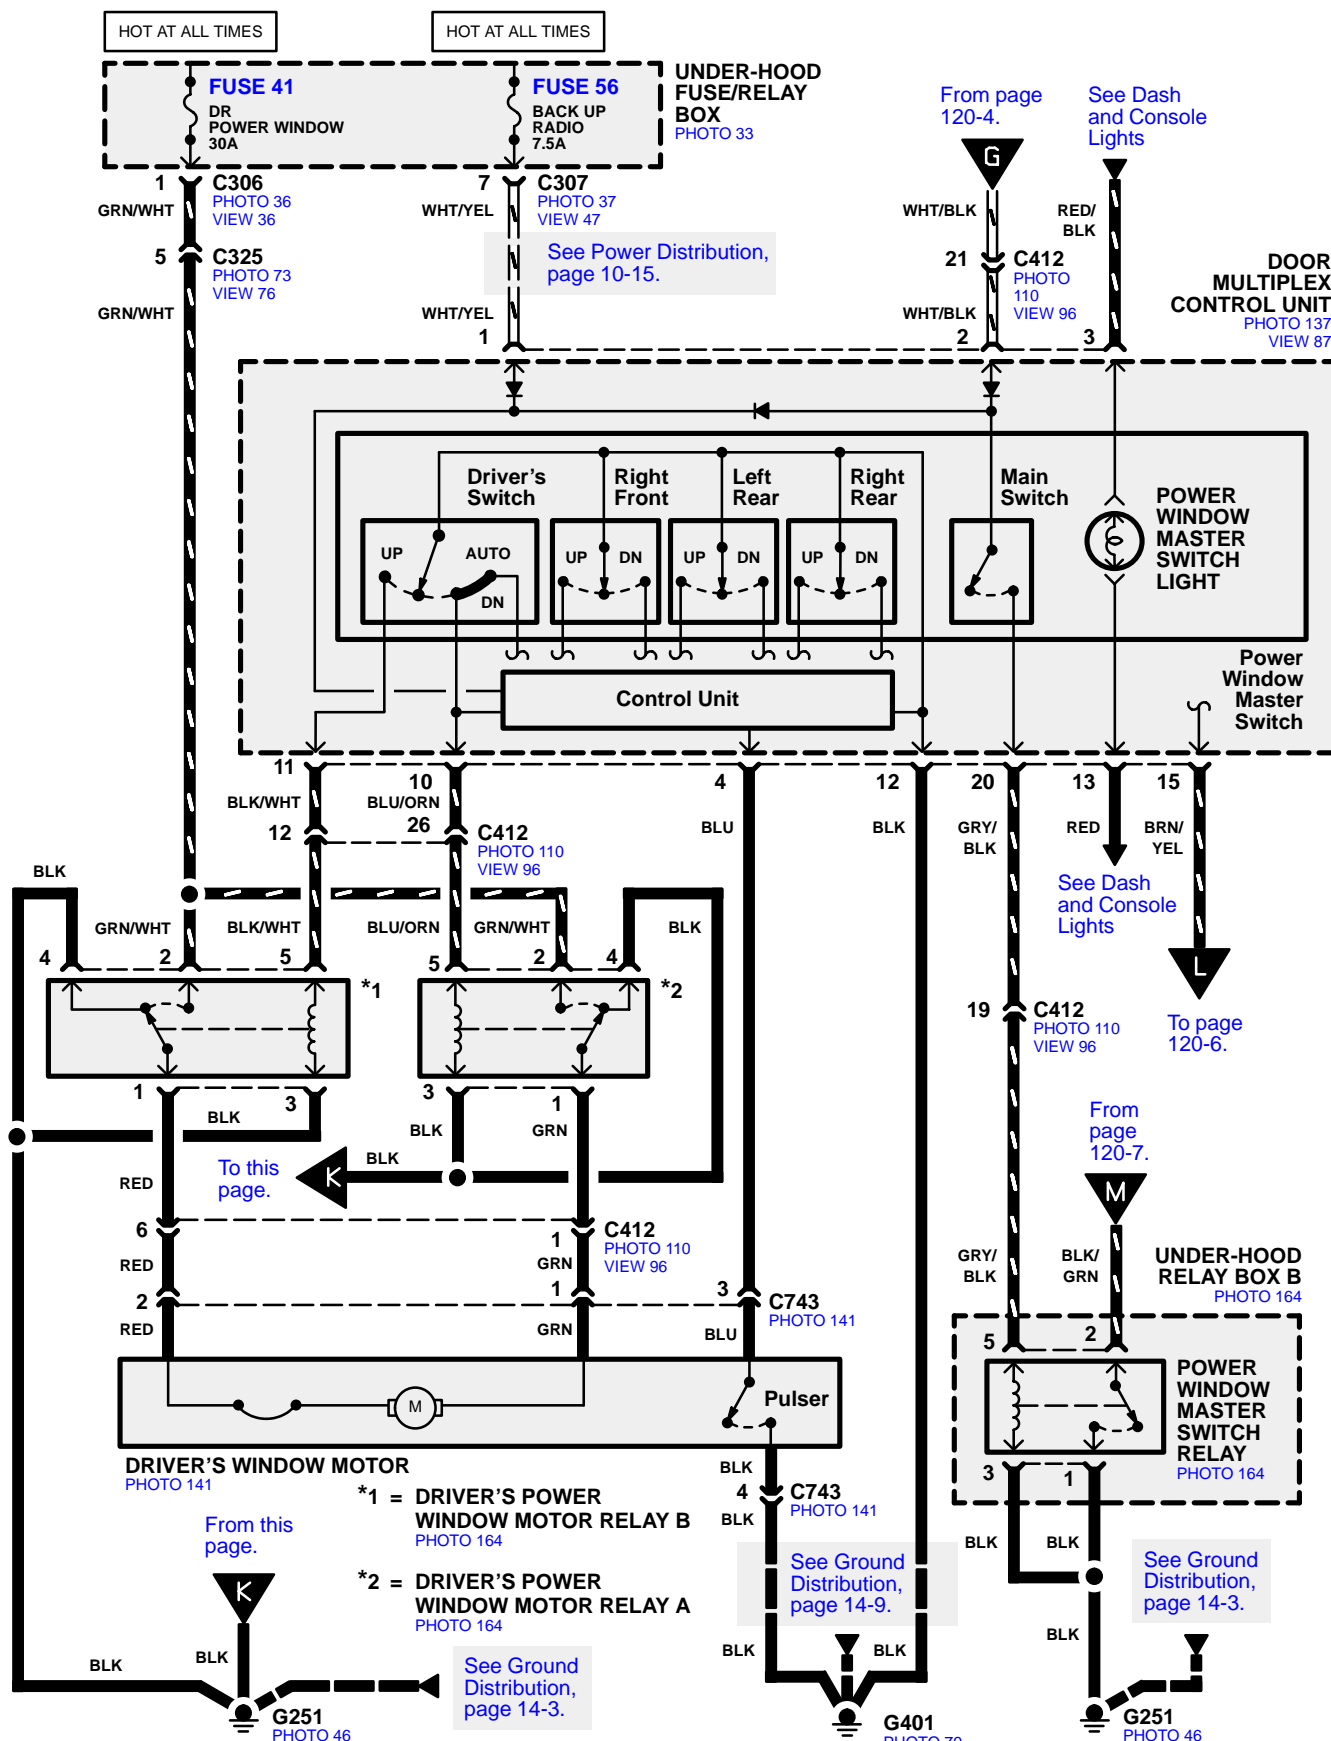 HOT AT ALL TIMES
HOT AT ALL TIMES
FUSE 41
DR
POWER WINDOW
30A
FUSE 56
BACK UP
RADIO
7.5A
UNDER-HOOD
FUSE/RELAY
BOX
PHOTO 33
From page
120-4.
G
See Dash
and Console
Lights
1
C306
PHOTO 36
VIEW 36
GRN/WHT
7
C307
PHOTO 37
VIEW 47
WHT/YEL
WHT/BLK
RED/
BLK
5
C325
PHOTO 73
VIEW 76
See Power Distribution,
page 10-15.
21
C412
PHOTO
110
VIEW 96
DOOR
MULTIPLEX
CONTROL UNIT
PHOTO 137
VIEW 87
GRN/WHT
WHT/YEL
WHT/BLK
1
2
3
Driver's
Switch
Right
Front
Left
Rear
Right
Rear
Main
Switch
POWER
WINDOW
MASTER
SWITCH
LIGHT
UP
AUTO
DN
UP
DN
UP
DN
UP
DN
Control Unit
Power
Window
Master
Switch
11
10
4
12
20
13
15
BLK/WHT
BLU/ORN
BLU
BLK
GRY/
BLK
RED
BRN/
YEL
12
26
C412
PHOTO 110
VIEW 96
See Dash
and Console
Lights
BLK
GRN/WHT
BLK/WHT
BLU/ORN
GRN/WHT
BLK
4
2
5
5
2
4
*1
*2
L
To page
120-6.
19
C412
PHOTO 110
VIEW 96
1
3
3
1
BLK
BLK
GRN
From
page
120-7.
M
To this
page.
K
BLK
RED
6
1
C412
PHOTO 110
VIEW 96
RED
GRN
GRY/
BLK
BLK/
GRN
UNDER-HOOD
RELAY BOX B
PHOTO 164
2
1
3
C743
PHOTO 141
RED
GRN
BLU
5
2
POWER
WINDOW
MASTER
SWITCH
RELAY
PHOTO 164
M
Pulser
DRIVER'S WINDOW MOTOR
PHOTO 141
BLK
3
1
4
C743
PHOTO 141
BLK
*1 = DRIVER'S POWER
WINDOW MOTOR RELAY B
PHOTO 164
From this
page.
K
*2 = DRIVER'S POWER
WINDOW MOTOR RELAY A
PHOTO 164
BLK
BLK
See Ground
Distribution,
page 14-9.
See Ground
Distribution,
page 14-3.
BLK
BLK
BLK
See Ground
Distribution,
page 14-3.
BLK
BLK
BLK
G251
PHOTO 46
G401
PHOTO 70
G251
PHOTO 46